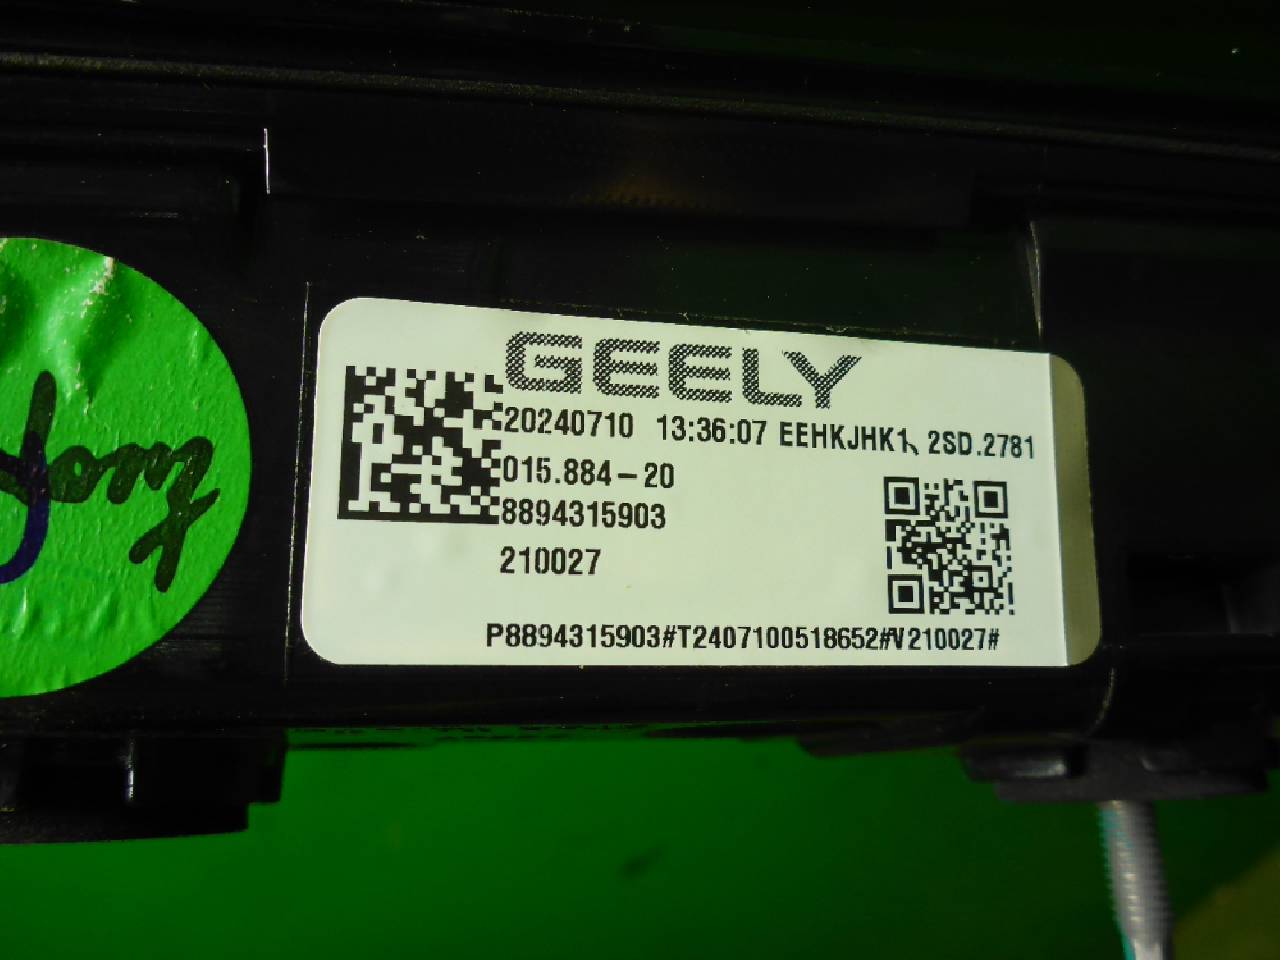 GEELY
20240710 13:36:07 EEHKJHK1、2SD.2781
015.884-20
8894315903
210027
P8894315903#T2407100518652#V210027#